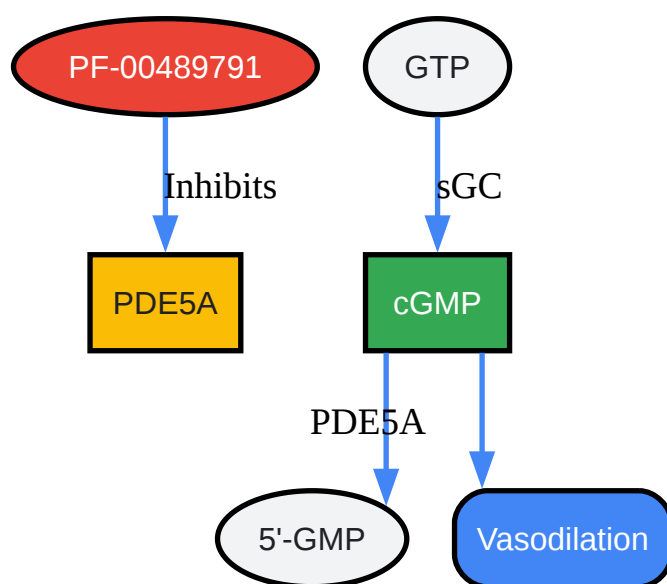 PF-00489791
GTP
Inhibits
sGC
PDE5A
cGMP
PDE5A
5'-GMP
Vasodilation